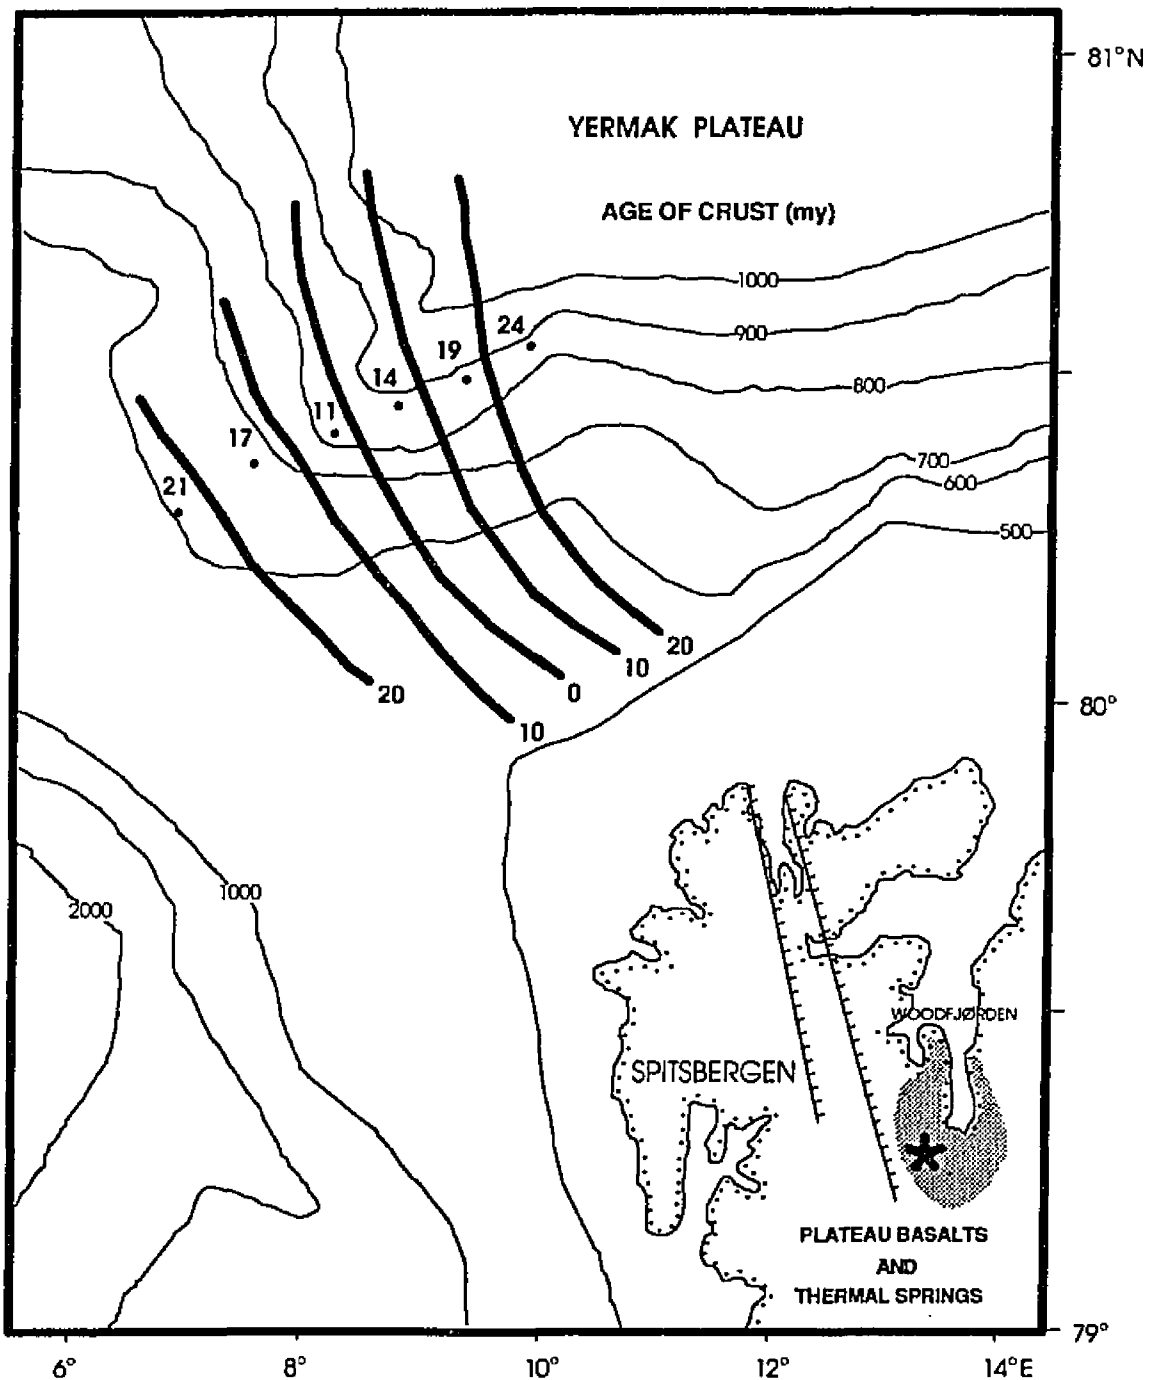 81°N
YERMAK PLATEAU
AGE OF CRUST (my)
1000
24
900
19
14
800
11
17
700
600
21
500
20
10
20
0
80°
10
1000
2000
WOODFJØRDEN
SPITSBERGEN
PLATEAU BASALTS
AND
THERMAL SPRINGS
79°
6°
8°
10°
12°
14°E